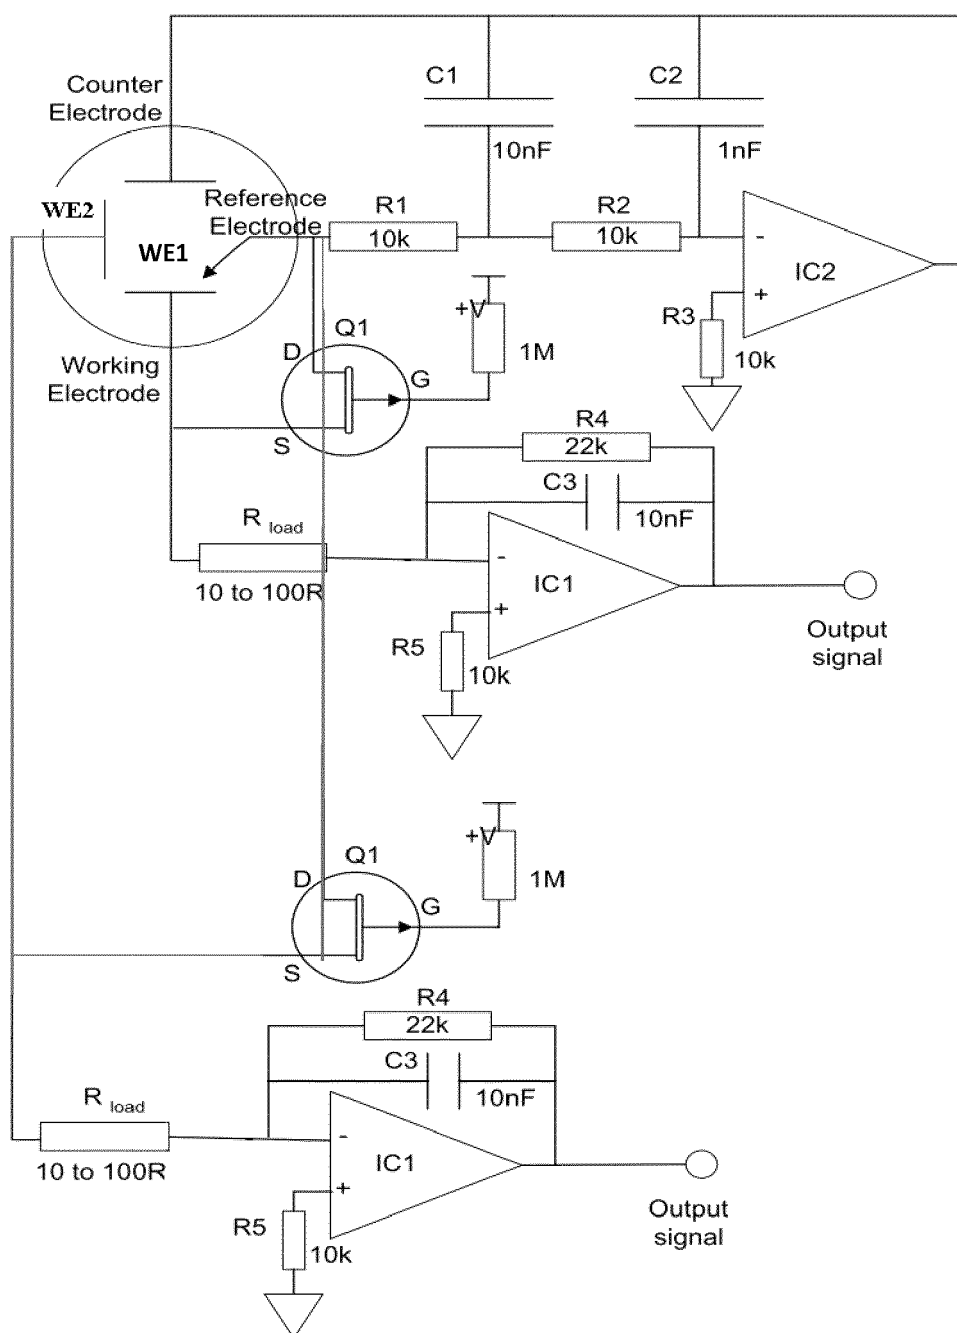 Counter
Electrode
C1
C2
10nF
1nF
WE2
Reference
Electrode
R1
10k
R2
10k
WE1
-
+
IC2
R3
10k
+V
1M
Q1
D
G
S
Working
Electrode
R4
22k
C3
10nF
R load
10 to 100R
-
+
IC1
R5
10k
Output
signal
+V
1M
Q1
D
G
S
R4
22k
C3
10nF
R load
10 to 100R
-
+
IC1
R5
10k
Output
signal